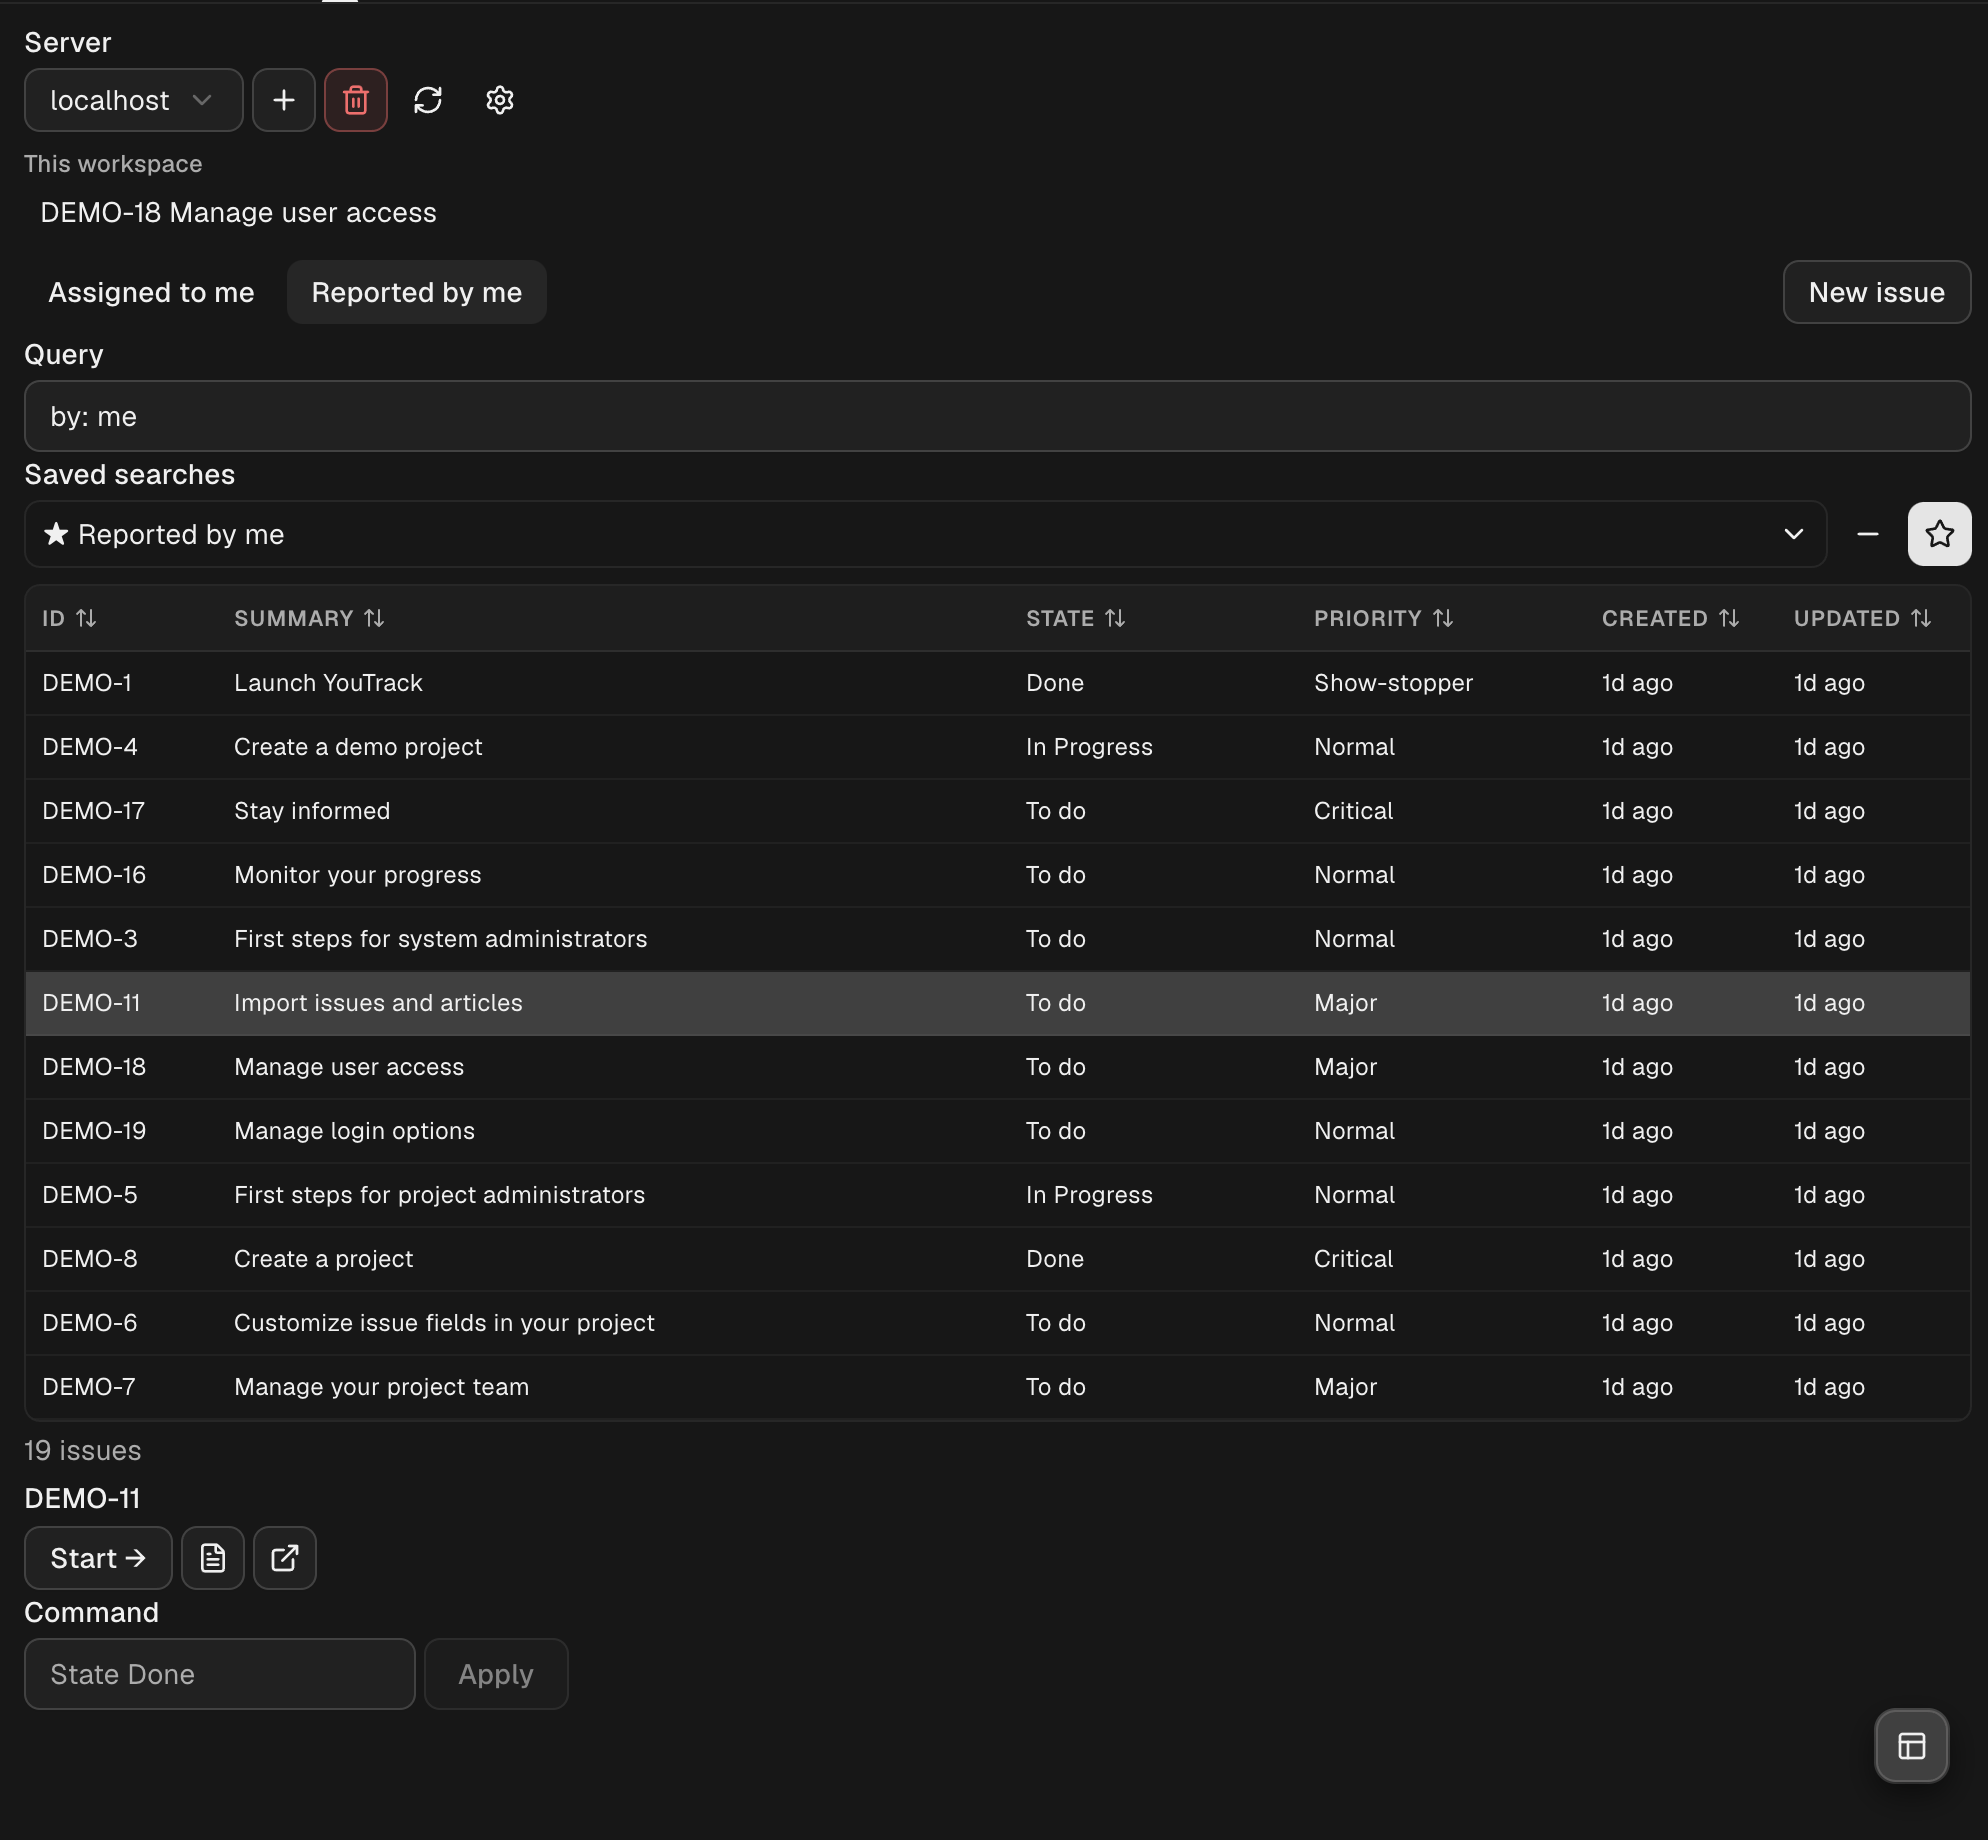 Server
localhost
This workspace
DEMO-18 Manage user access
Assigned to me Reported by me New issue
Query
by: me
Saved searches
★ Reported by me
ID SUMMARY STATE PRIORITY CREATED UPDATED
DEMO-1 Launch YouTrack Done Show-stopper 1d ago 1d ago
DEMO-4 Create a demo project In Progress Normal 1d ago 1d ago
DEMO-17 Stay informed To do Critical 1d ago 1d ago
DEMO-16 Monitor your progress To do Normal 1d ago 1d ago
DEMO-3 First steps for system administrators To do Normal 1d ago 1d ago
DEMO-11 Import issues and articles To do Major 1d ago 1d ago
DEMO-18 Manage user access To do Major 1d ago 1d ago
DEMO-19 Manage login options To do Normal 1d ago 1d ago
DEMO-5 First steps for project administrators In Progress Normal 1d ago 1d ago
DEMO-8 Create a project Done Critical 1d ago 1d ago
DEMO-6 Customize issue fields in your project To do Normal 1d ago 1d ago
DEMO-7 Manage your project team To do Major 1d ago 1d ago
19 issues
DEMO-11
Start →
Command
State Done Apply